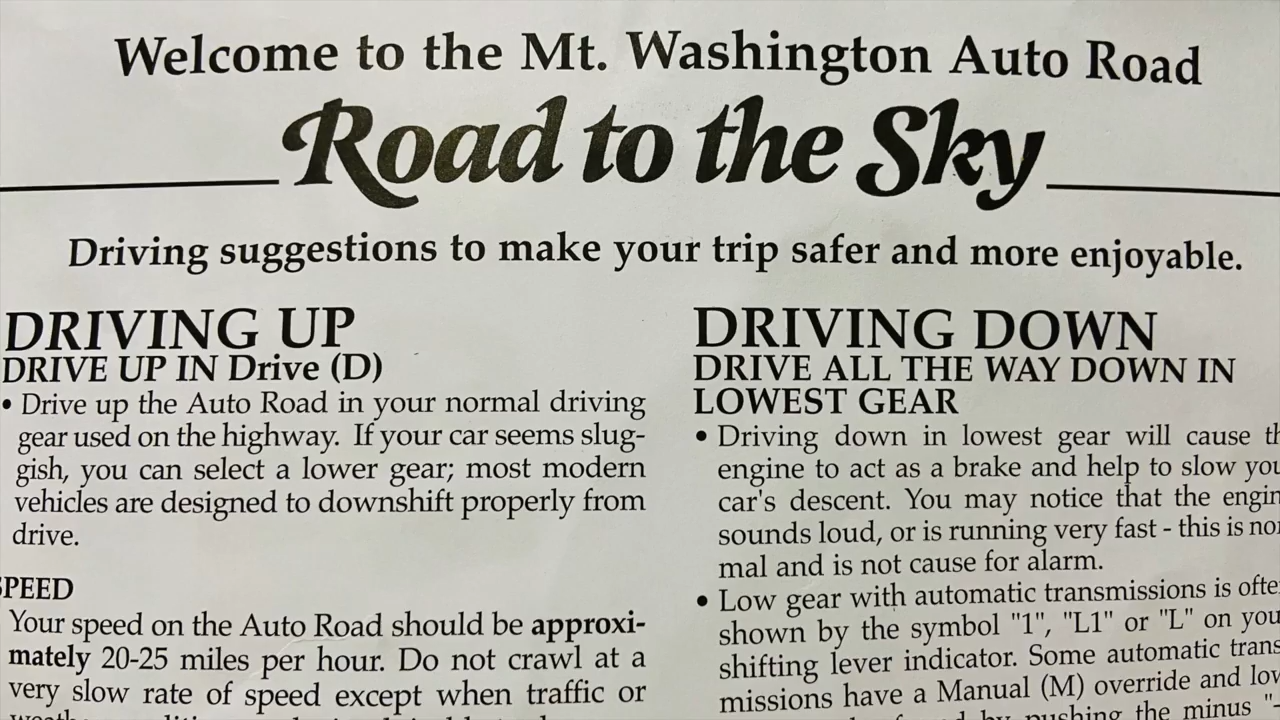 Welcome to the Mt. Washington Auto Road
Road to the Sky
Driving suggestions to make your trip safer and more enjoyable.
DRIVING UP
DRIVE UP IN Drive (D)
• Drive up the Auto Road in your normal driving
gear used on the highway. If your car seems slug-
gish, you can select a lower gear; most modern
vehicles are designed to downshift properly from
drive.
SPEED
Your speed on the Auto Road should be approxi-
mately 20-25 miles per hour. Do not crawl at a
very slow rate of speed except when traffic or
DRIVING DOWN
DRIVE ALL THE WAY DOWN IN
LOWEST GEAR
• Driving down in lowest gear will cause th
engine to act as a brake and help to slow you
car's descent. You may notice that the engin
sounds loud, or is running very fast - this is nor
mal and is not cause for alarm.
• Low gear with automatic transmissions is ofte
shown by the symbol "1", "L1" or "L" on you
shifting lever indicator. Some automatic trans
missions have a Manual (M) override and low
by pushing the minus "-